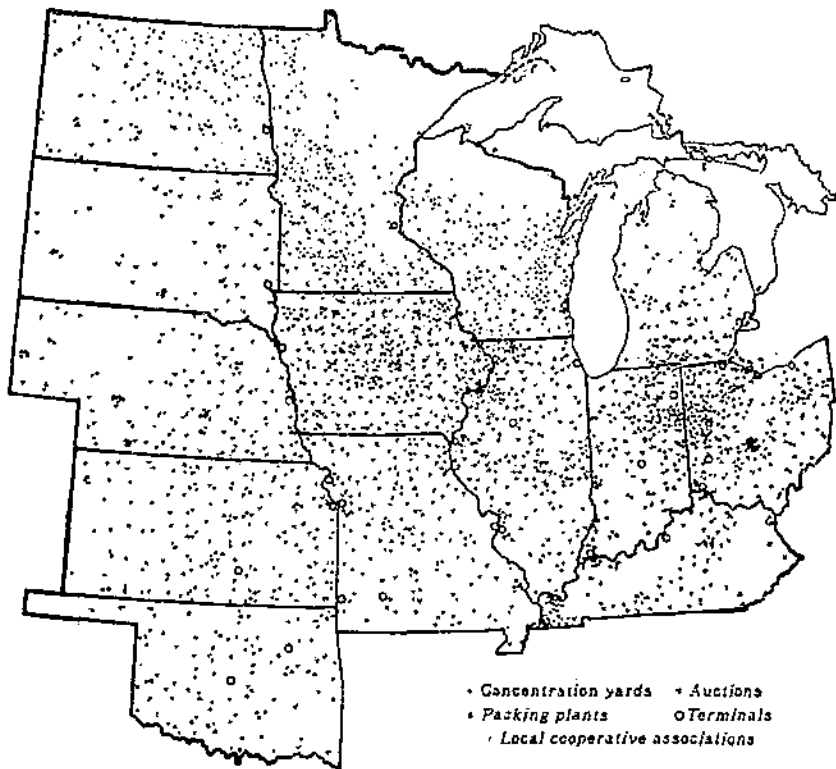 Concentration yards Auctions
Packing plants Terminals
Local cooperative associations